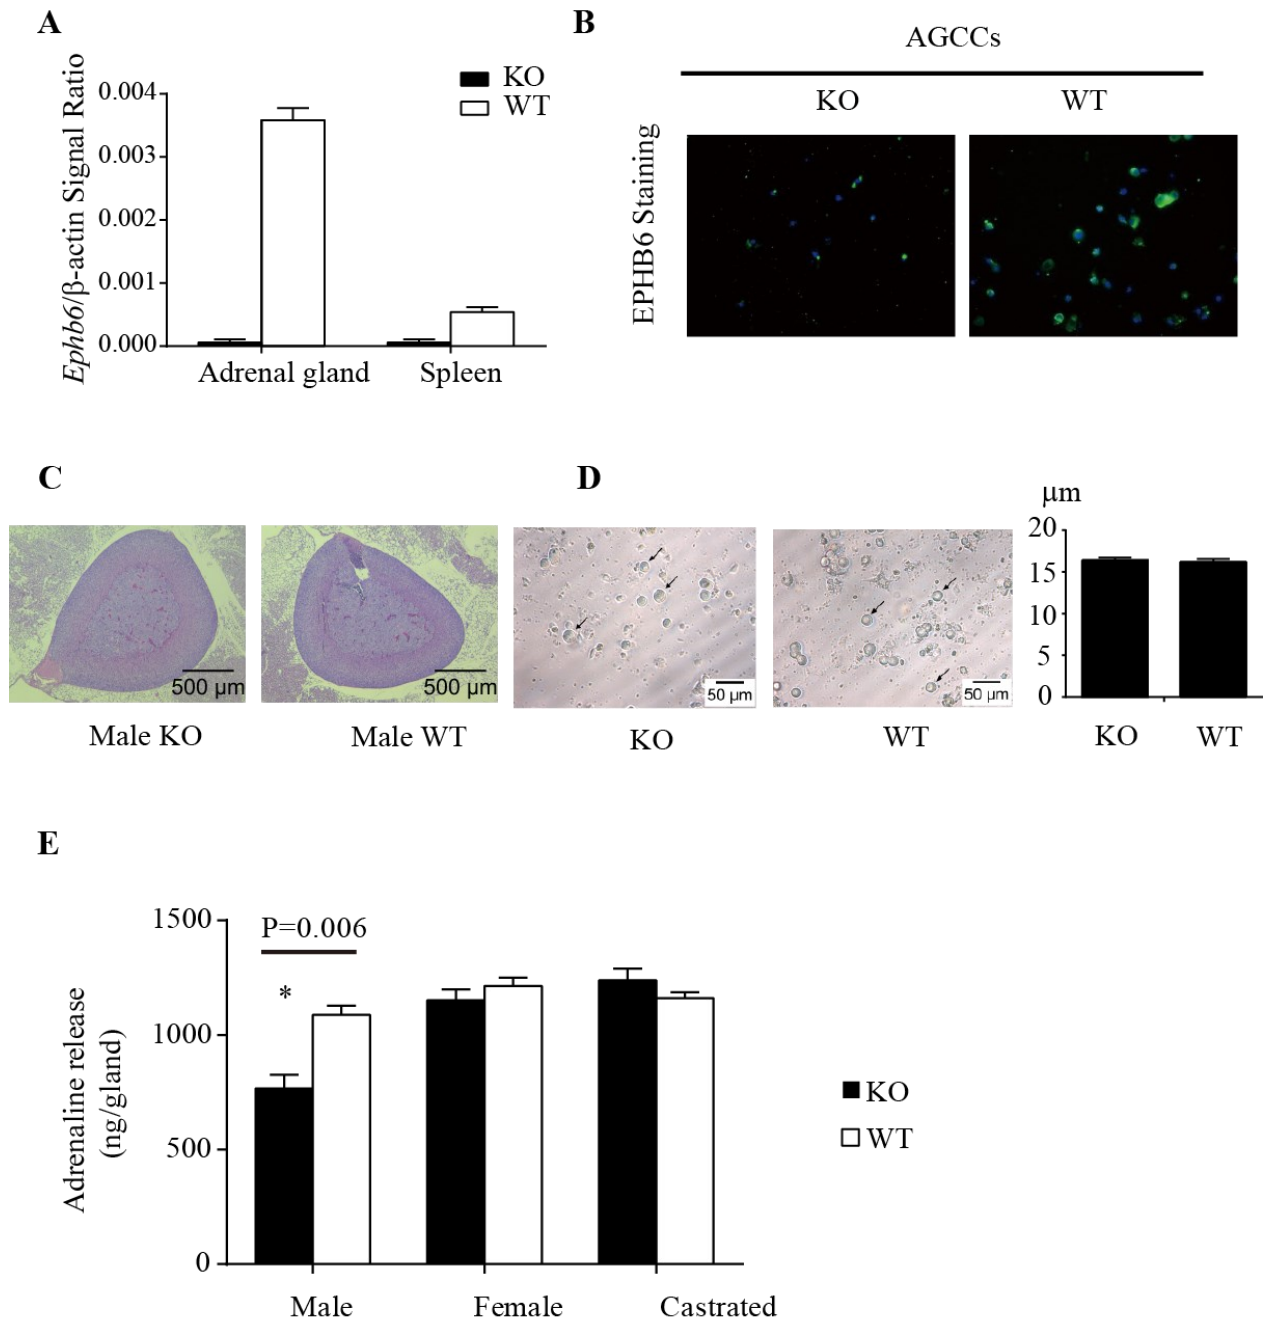 A
Ephb6/β-actin Signal Ratio
0.004
0.003
0.002
0.001
0.000
KO
WT
Adrenal gland
Spleen
B
AGCCs
KO
WT
EPHB6 Staining
C
500 µm
500 µm
Male KO
Male WT
D
50 µm
50 µm
KO
WT
µm
20
15
10
5
0
KO
WT
E
Adrenaline release
(ng/gland)
1500
1000
500
0
P=0.006
*
KO
WT
Male
Female
Castrated